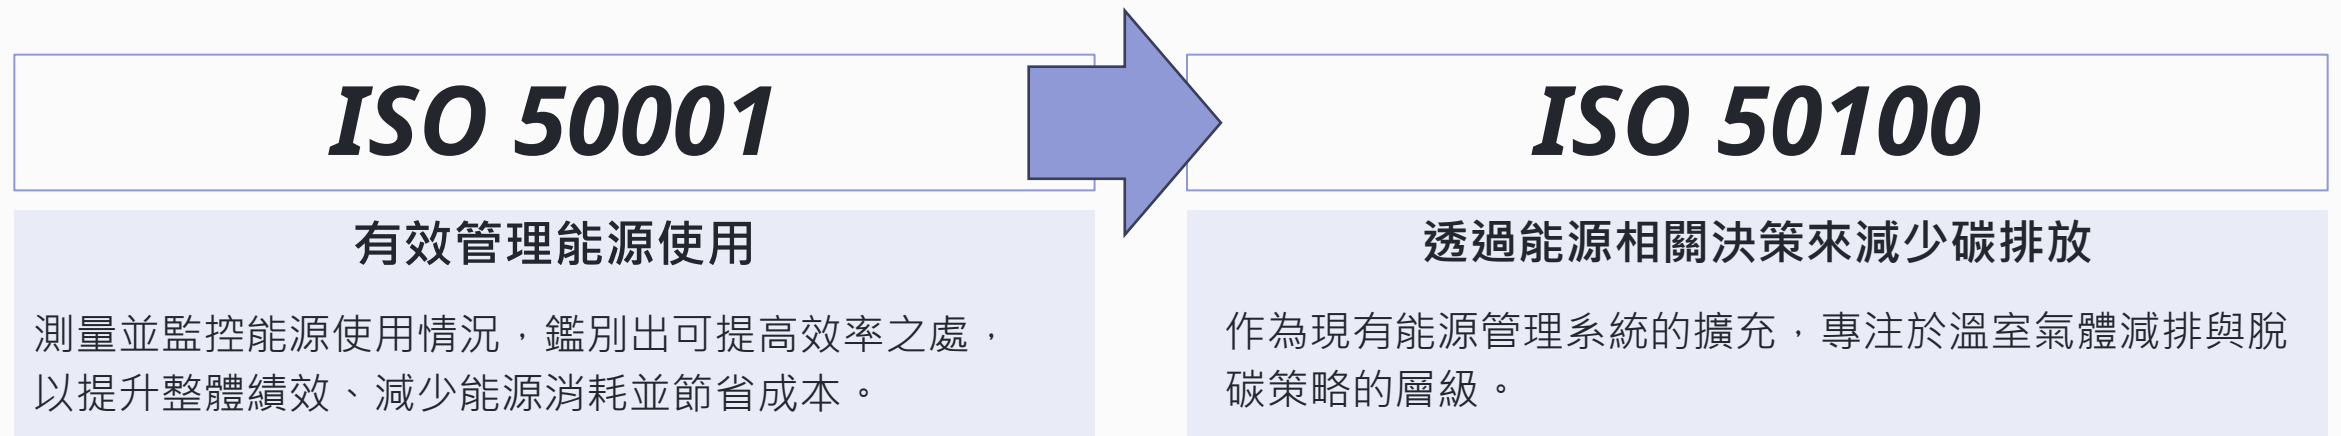 ISO 50001
有效管理能源使用
測量並監控能源使用情況，鑑別出可提高效率之處，
以提升整體績效、減少能源消耗並節省成本。
ISO 50100
透過能源相關決策來減少碳排放
作為現有能源管理系統的擴充，專注於溫室氣體減排與脫
碳策略的層級。